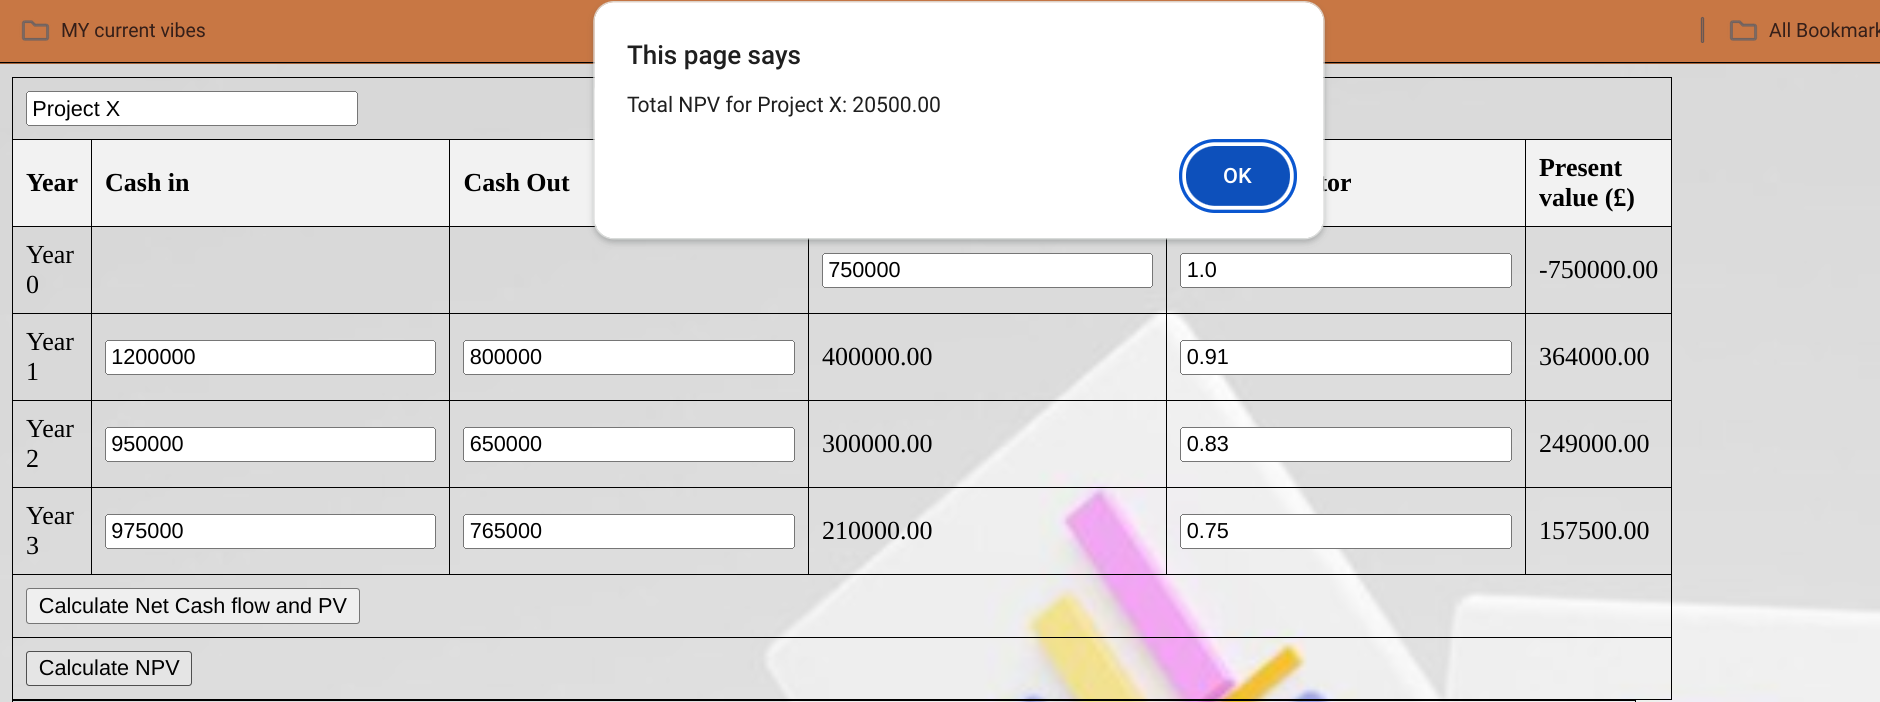 MY current vibes
All Bookmark
This page says
Total NPV for Project X: 20500.00
OK
Project X
Year Cash in Cash Out tor Present value (£)
Year 0 750000 1.0 -750000.00
Year 1 1200000 800000 400000.00 0.91 364000.00
Year 2 950000 650000 300000.00 0.83 249000.00
Year 3 975000 765000 210000.00 0.75 157500.00
Calculate Net Cash flow and PV
Calculate NPV